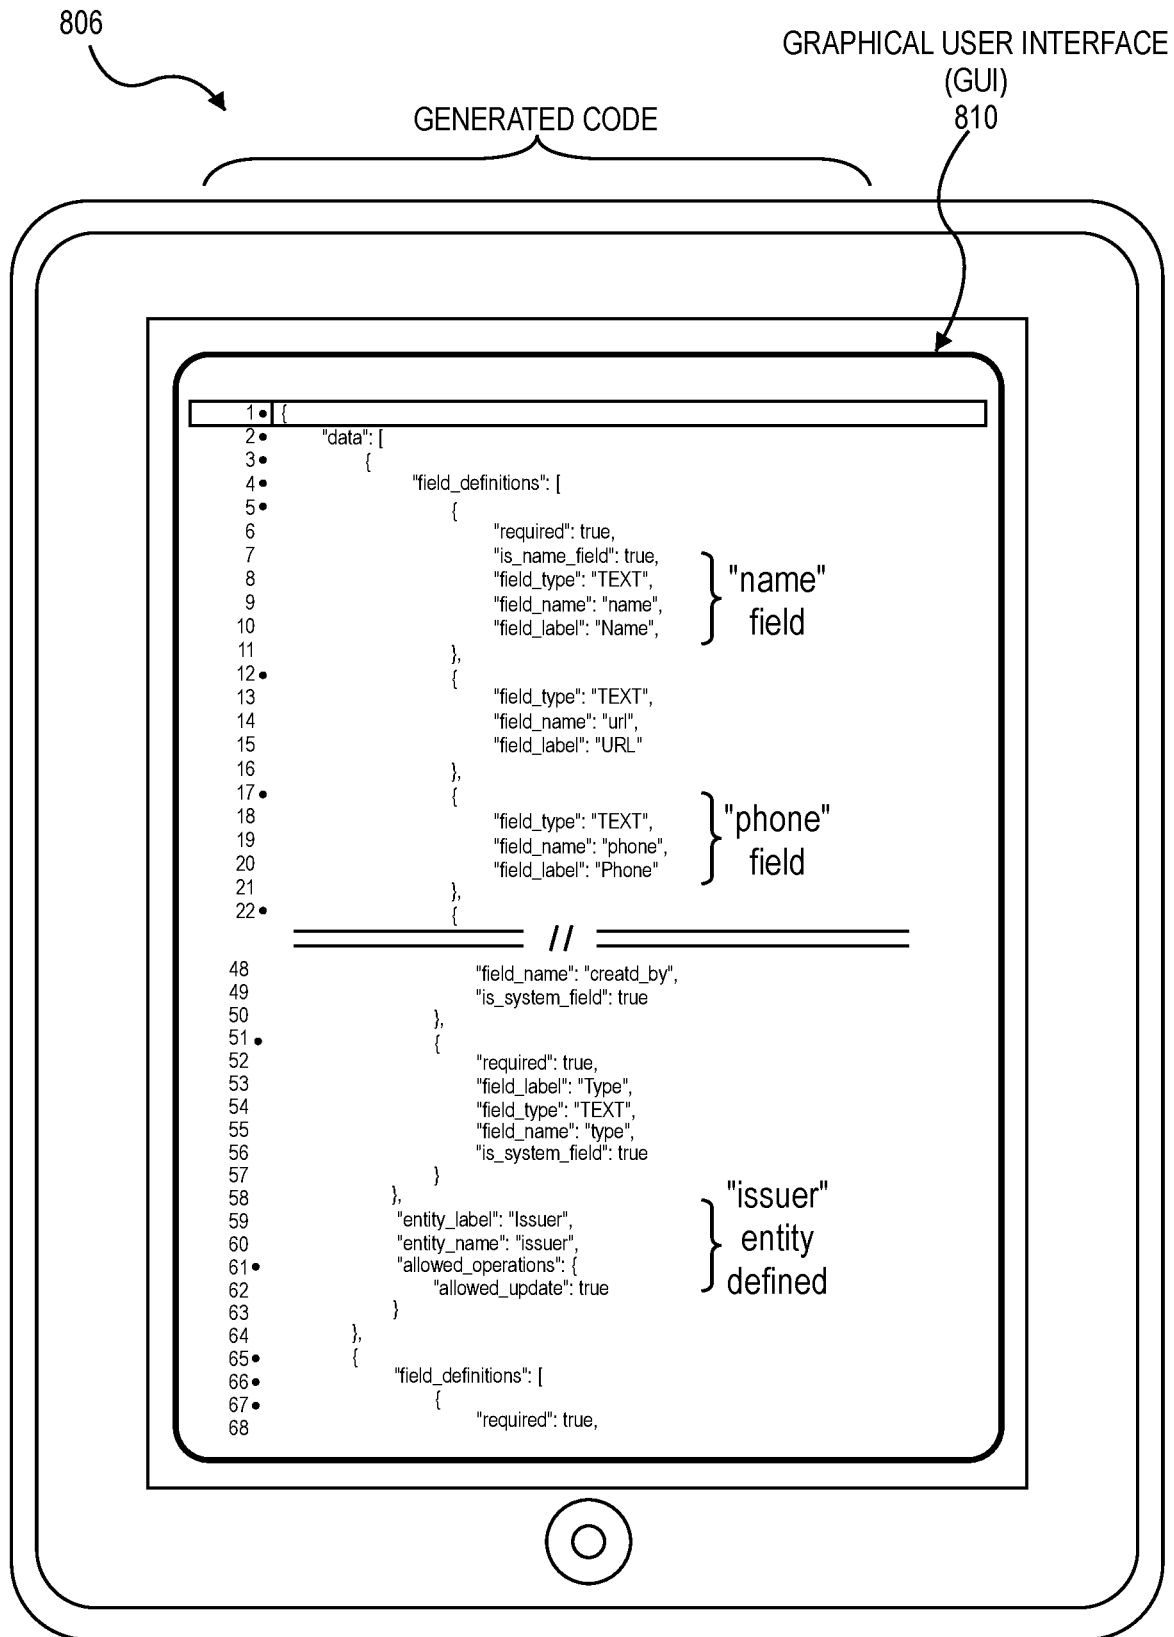 806
GRAPHICAL USER INTERFACE
(GUI)
810
GENERATED CODE
1 {
2 "data": [
3 {
4 "field_definitions": [
5 {
6 "required": true,
7 "is_name_field": true,
8 "field_type": "TEXT",
9 "field_name": "name",
10 "field_label": "Name",
11 },
12 {
13 "field_type": "TEXT",
14 "field_name": "url",
15 "field_label": "URL"
16 },
17 {
18 "field_type": "TEXT",
19 "field_name": "phone",
20 "field_label": "Phone"
21 },
22 {
"name"
field
"phone"
field
//
48 "field_name": "creatd_by",
49 "is_system_field": true
50 },
51 {
52 "required": true,
53 "field_label": "Type",
54 "field_type": "TEXT",
55 "field_name": "type",
56 "is_system_field": true
57 }
58 },
59 "entity_label": "Issuer",
60 "entity_name": "issuer",
61 "allowed_operations": {
62 "allowed_update": true
63 }
64 },
65 {
66 "field_definitions": [
67 {
68 "required": true,
"issuer"
entity
defined